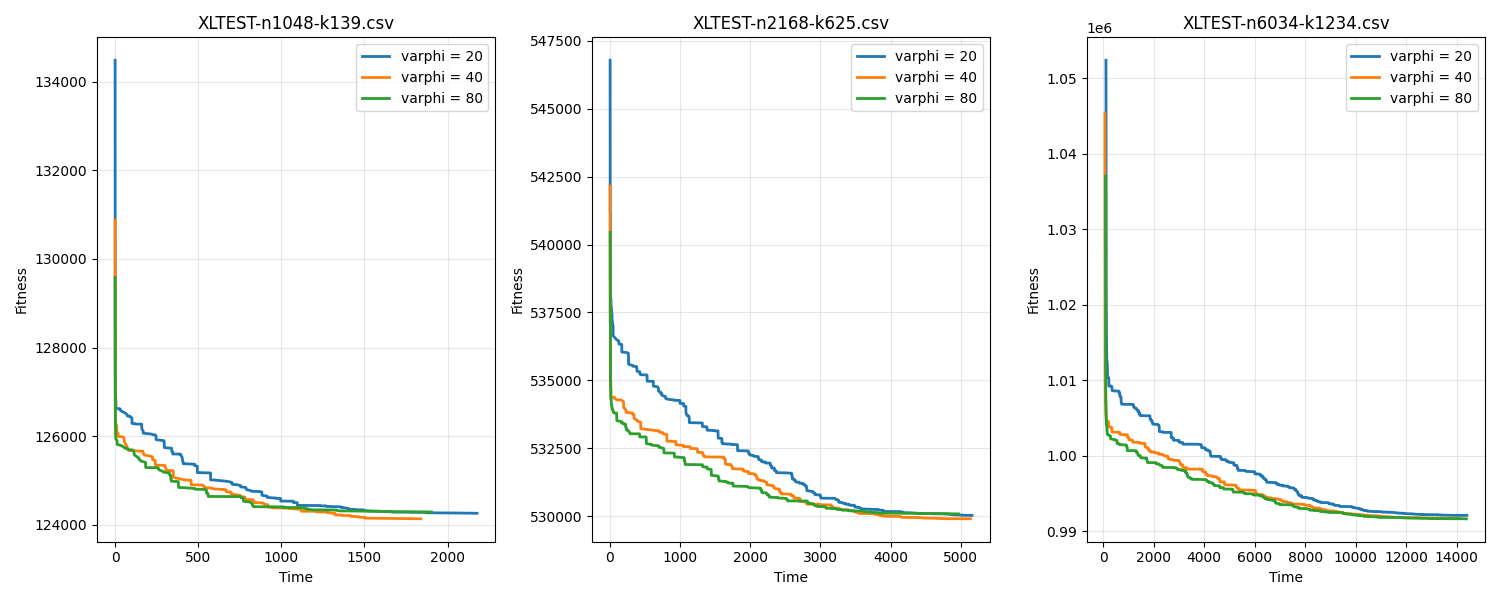 XLTEST-n1048-k139.csv
varphi = 20
varphi = 40
varphi = 80
134000
132000
130000
128000
126000
124000
Fitness
0
500
1000
1500
2000
Time
XLTEST-n2168-k625.csv
varphi = 20
varphi = 40
varphi = 80
547500
545000
542500
540000
537500
535000
532500
530000
Fitness
0
1000
2000
3000
4000
5000
Time
XLTEST-n6034-k1234.csv
1e6
varphi = 20
varphi = 40
varphi = 80
1.05
1.04
1.03
1.02
1.01
1.00
0.99
Fitness
0
2000
4000
6000
8000
10000
12000
14000
Time